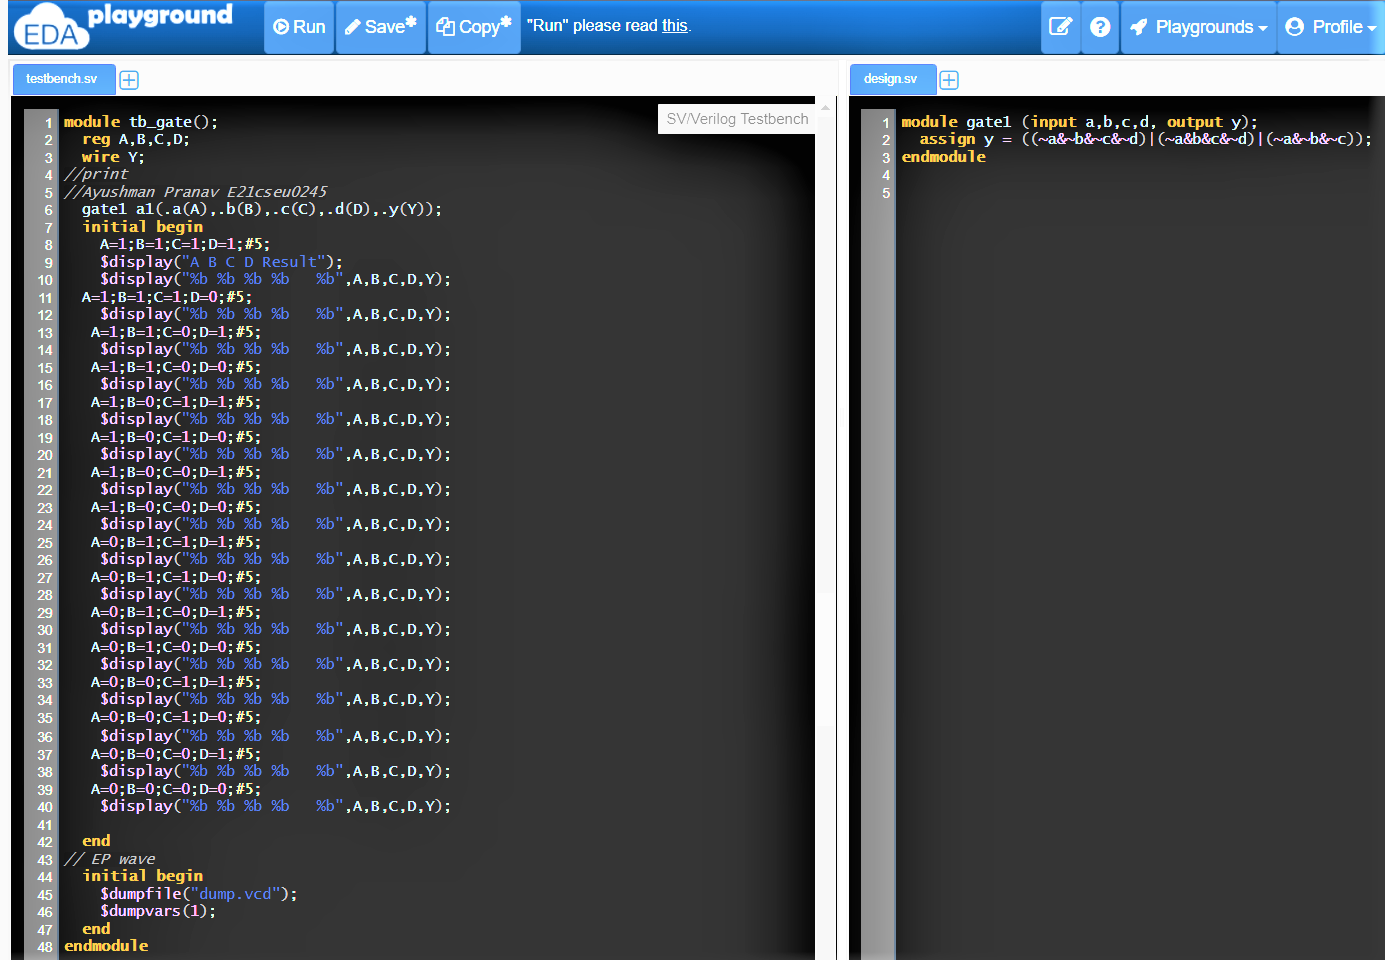 EDA playground
Run Save* Copy* "Run" please read this. Playgrounds Profile
testbench.sv
SV/Verilog Testbench
1 module tb_gate();
2 reg A,B,C,D;
3 wire Y;
4 //print
5 //Ayushman Pranav E21cseu0245
6 gate1 a1(.a(A),.b(B),.c(C),.d(D),.y(Y));
7 initial begin
8 A=1;B=1;C=1;D=1;#5;
9 $display("A B C D Result");
10 $display("%b %b %b %b   %b",A,B,C,D,Y);
11 A=1;B=1;C=1;D=0;#5;
12 $display("%b %b %b %b   %b",A,B,C,D,Y);
13 A=1;B=1;C=0;D=1;#5;
14 $display("%b %b %b %b   %b",A,B,C,D,Y);
15 A=1;B=1;C=0;D=0;#5;
16 $display("%b %b %b %b   %b",A,B,C,D,Y);
17 A=1;B=0;C=1;D=1;#5;
18 $display("%b %b %b %b   %b",A,B,C,D,Y);
19 A=1;B=0;C=1;D=0;#5;
20 $display("%b %b %b %b   %b",A,B,C,D,Y);
21 A=1;B=0;C=0;D=1;#5;
22 $display("%b %b %b %b   %b",A,B,C,D,Y);
23 A=1;B=0;C=0;D=0;#5;
24 $display("%b %b %b %b   %b",A,B,C,D,Y);
25 A=0;B=1;C=1;D=1;#5;
26 $display("%b %b %b %b   %b",A,B,C,D,Y);
27 A=0;B=1;C=1;D=0;#5;
28 $display("%b %b %b %b   %b",A,B,C,D,Y);
29 A=0;B=1;C=0;D=1;#5;
30 $display("%b %b %b %b   %b",A,B,C,D,Y);
31 A=0;B=1;C=0;D=0;#5;
32 $display("%b %b %b %b   %b",A,B,C,D,Y);
33 A=0;B=0;C=1;D=1;#5;
34 $display("%b %b %b %b   %b",A,B,C,D,Y);
35 A=0;B=0;C=1;D=0;#5;
36 $display("%b %b %b %b   %b",A,B,C,D,Y);
37 A=0;B=0;C=0;D=1;#5;
38 $display("%b %b %b %b   %b",A,B,C,D,Y);
39 A=0;B=0;C=0;D=0;#5;
40 $display("%b %b %b %b   %b",A,B,C,D,Y);
41
42 end
43 // EP wave
44 initial begin
45 $dumpfile("dump.vcd");
46 $dumpvars(1);
47 end
48 endmodule
design.sv
1 module gate1 (input a,b,c,d, output y);
2 assign y = ((~a&~b&~c&~d)|(~a&b&c&~d)|(~a&~b&~c));
3 endmodule
4
5